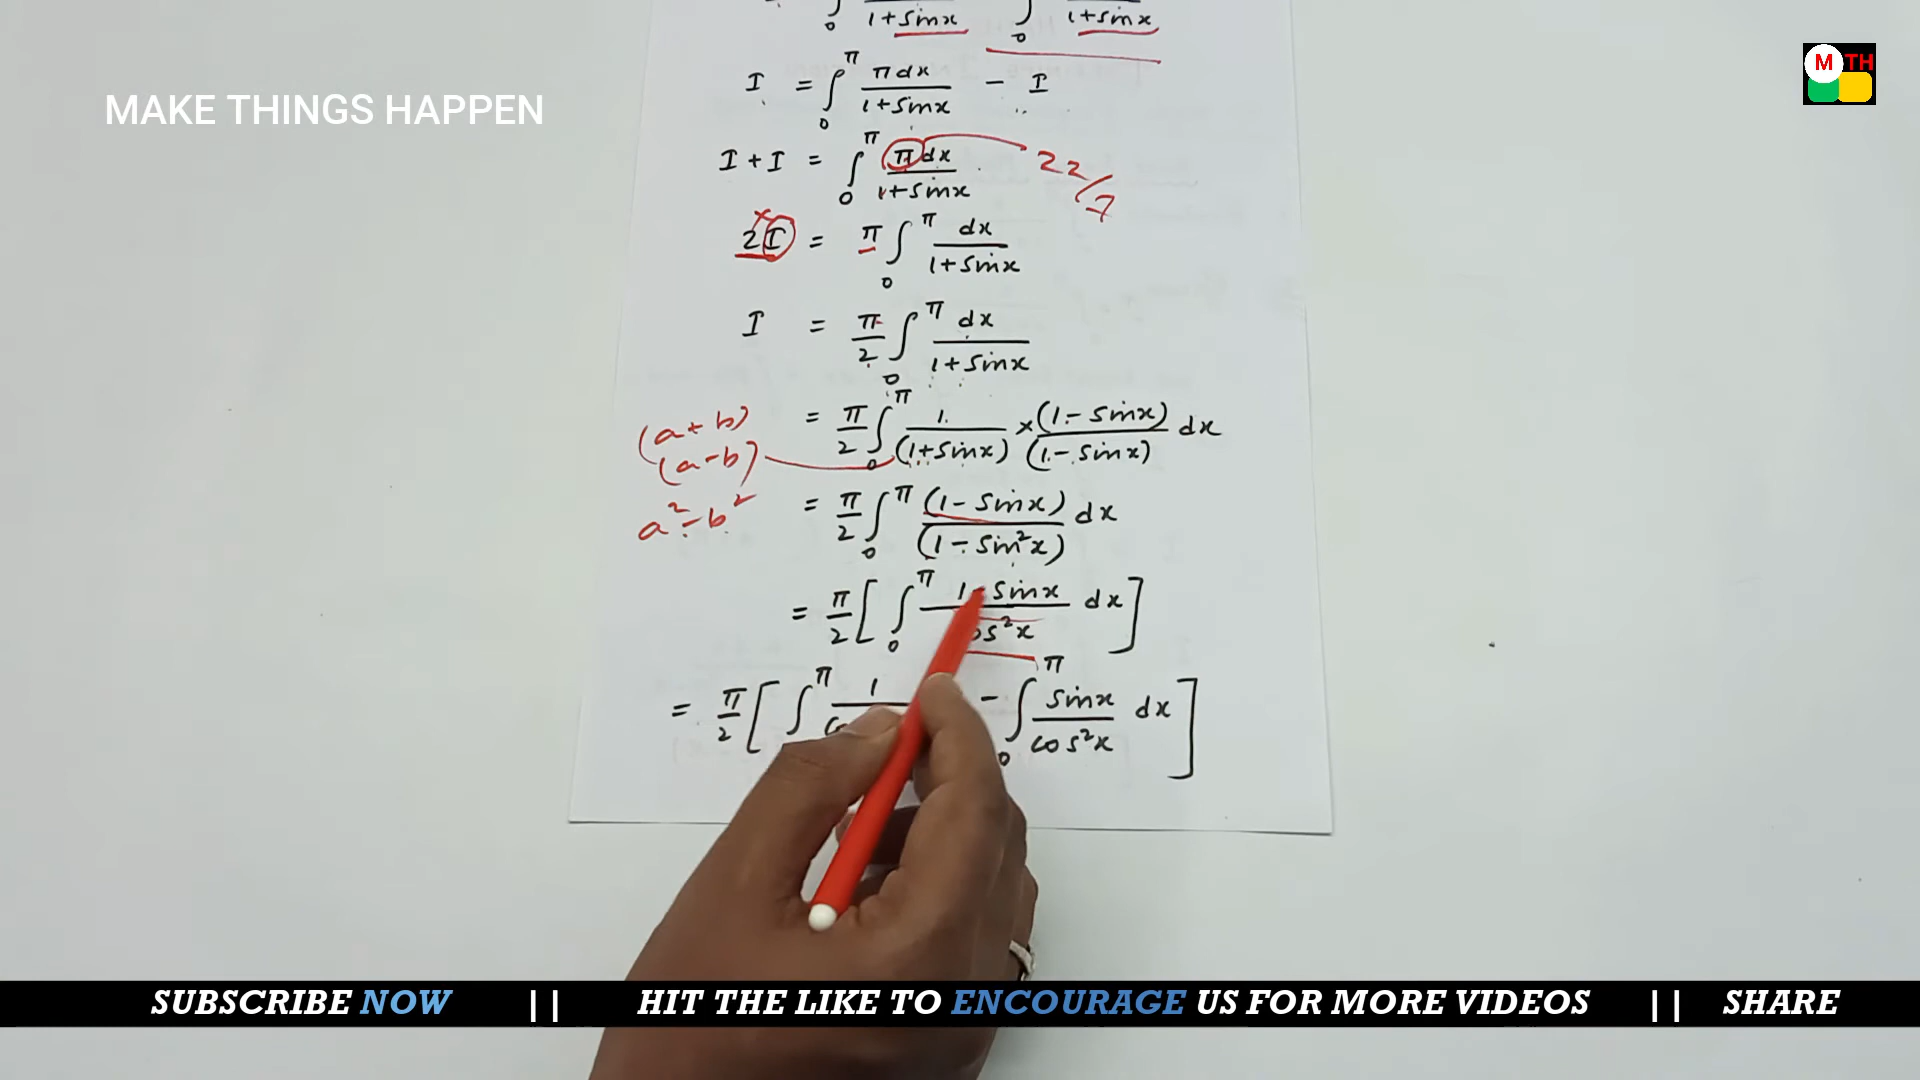 1+sinx 1+sinx
I = ∫₀^π πdx/(1+sinx) - I
MATH
MAKE THINGS HAPPEN
I+I = ∫₀^π πdx/(1+sinx) 22/7
2I = π∫₀^π dx/(1+sinx)
I = π/2 ∫₀^π dx/(1+sinx)
(a+b) = π/2 ∫₀^π 1/(1+sinx) × (1-sinx)/(1-sinx) dx
(a-b)
a²-b² = π/2 ∫₀^π (1-sinx)/(1-sin²x) dx
= π/2 [∫₀^π 1-sinx/cos²x dx]
= π/2 [∫^π 1/ - ∫₀^π sinx/cos²x dx]
SUBSCRIBE NOW || HIT THE LIKE TO ENCOURAGE US FOR MORE VIDEOS || SHARE